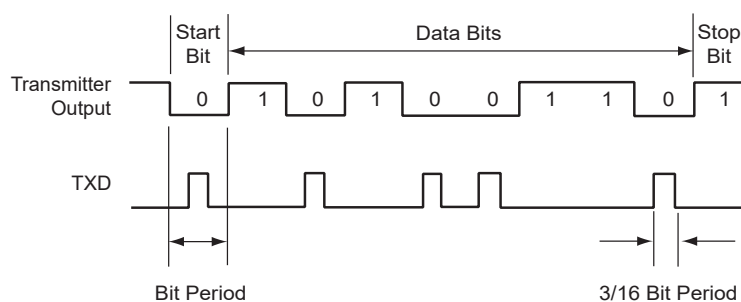 Start
Bit
Data Bits
Stop
Bit
Transmitter
Output
0 1 0 1 0 0 1 1 0 1
TXD
Bit Period
3/16 Bit Period